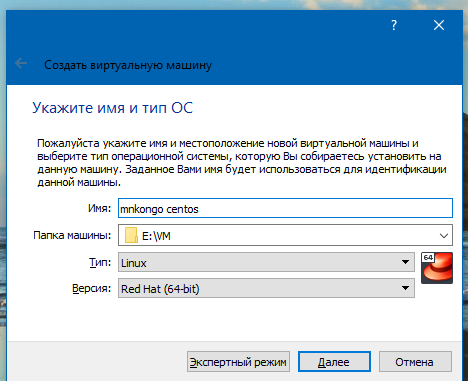 ?
Создать виртуальную машину
Укажите имя и тип ОС
Пожалуйста укажите имя и местоположение новой виртуальной машины и
выберите тип операционной системы, которую Вы собираетесь установить на
данную машину. Заданное Вами имя будет использоваться для идентификации
данной машины.
Имя: mnkongo centos
Папка машины: E:\VM
Тип: Linux
64
Версия: Red Hat (64-bit)
Экспертный режим Далее Отмена